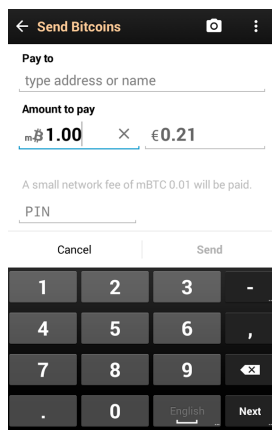 Send Bitcoins
Pay to
type address or name
Amount to pay
m฿ 1.00 × € 0.21
A small network fee of mBTC 0.01 will be paid.
PIN
Cancel Send
1 2 3 -
4 5 6 ,
7 8 9
. 0 English Next